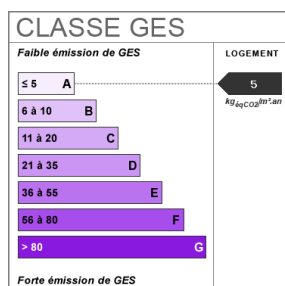 CLASSE GES
Faible émission de GES
LOGEMENT
≤ 5 A
5
kgéqCO2/m².an
6 à 10 B
11 à 20 C
21 à 35 D
36 à 55 E
56 à 80 F
> 80 G
Forte émission de GES